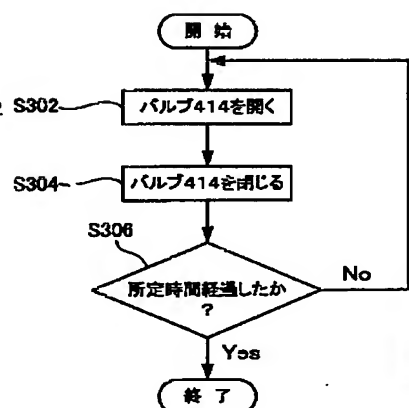 開 始
S302
バルブ414を開く
S304
バルブ414を閉じる
S306
所定時間経過したか
?
No
Yes
終 了